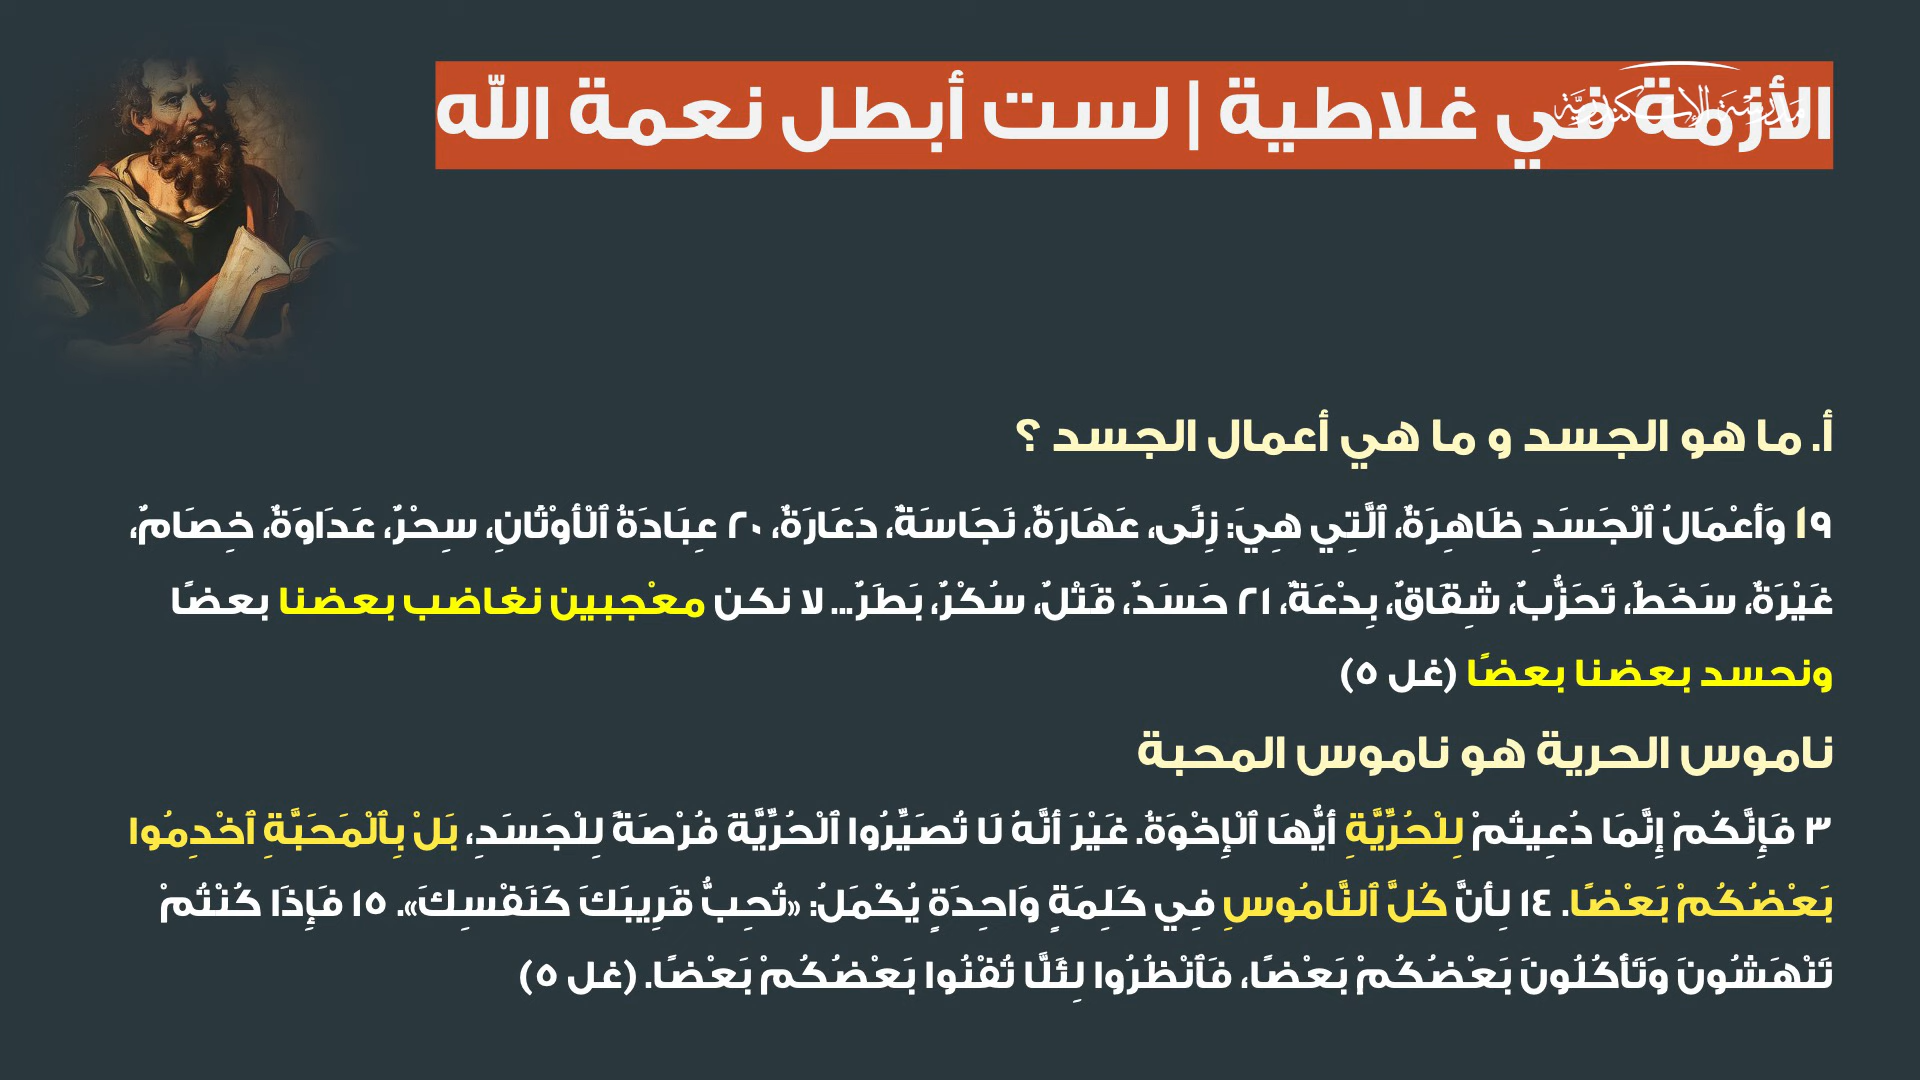 الأزمة في غلاطية | لست أبطل نعمة الله
مدرسة الإسكندرية
أ. ما هو الجسد و ما هي أعمال الجسد ؟
١٩ وَأَعْمَالُ ٱلْجَسَدِ ظَاهِرَةٌ، ٱلَّتِي هِيَ: زِنًى، عَهَارَةٌ، نَجَاسَةٌ، دَعَارَةٌ، ٢٠ عِبَادَةُ ٱلْأَوْثَانِ، سِحْرٌ، عَدَاوَةٌ، خِصَامٌ،
غَيْرَةٌ، سَخَطٌ، تَحَزُّبٌ، شِقَاقٌ، بِدْعَةٌ، ٢١ حَسَدٌ، قَتْلٌ، سُكْرٌ، بَطَرٌ... لا نكن معْجبين نغاضب بعضنا بعضًا
ونحسد بعضنا بعضًا (غل ٥)
ناموس الحرية هو ناموس المحبة
٣ فَإِنَّكُمْ إِنَّمَا دُعِيتُمْ لِلْحُرِّيَّةِ أَيُّهَا ٱلْإِخْوَةُ. غَيْرَ أَنَّهُ لَا تُصَيِّرُوا ٱلْحُرِّيَّةَ فُرْصَةً لِلْجَسَدِ، بَلْ بِٱلْمَحَبَّةِ ٱخْدِمُوا
بَعْضُكُمْ بَعْضًا. ١٤ لِأَنَّ كُلَّ ٱلنَّامُوسِ فِي كَلِمَةٍ وَاحِدَةٍ يُكْمَلُ: «تُحِبُّ قَرِيبَكَ كَنَفْسِكَ». ١٥ فَإِذَا كُنْتُمْ
تَنْهَشُونَ وَتَأْكُلُونَ بَعْضُكُمْ بَعْضًا، فَٱنْظُرُوا لِئَلَّا تُفْنُوا بَعْضُكُمْ بَعْضًا. (غل ٥)